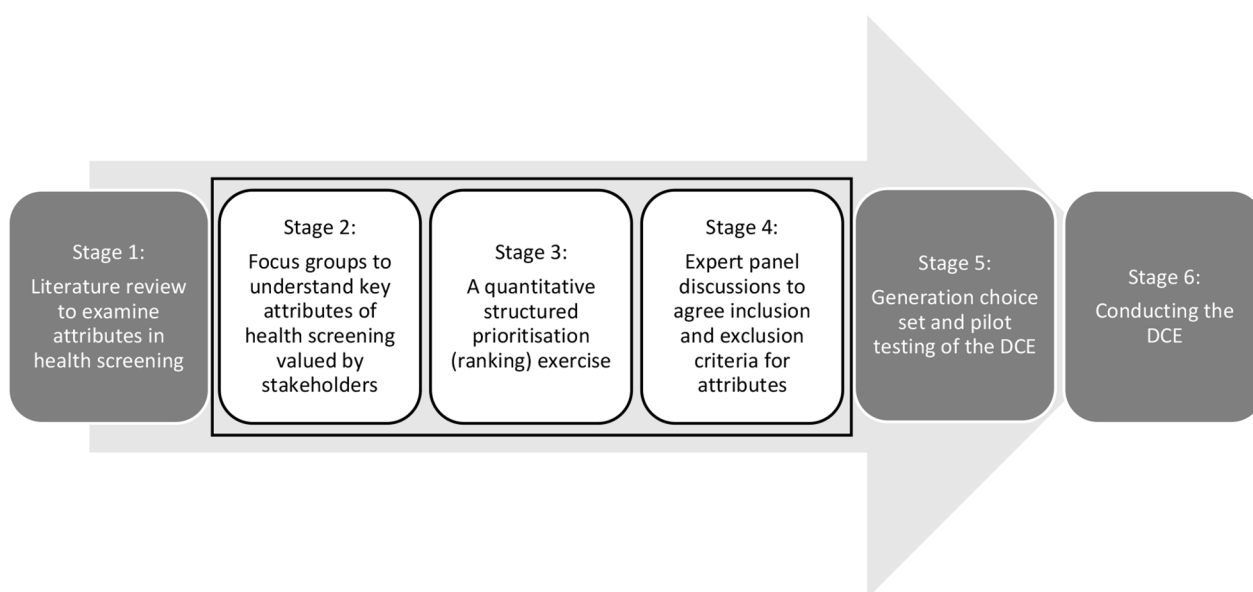 Stage 1:
Literature review
to examine
attributes in
health screening
Stage 2:
Focus groups to
understand key
attributes of
health screening
valued by
stakeholders
Stage 3:
A quantitative
structured
prioritisation
(ranking) exercise
Stage 4:
Expert panel
discussions to
agree inclusion
and exclusion
criteria for
attributes
Stage 5:
Generation choice
set and pilot
testing of the DCE
Stage 6:
Conducting the
DCE